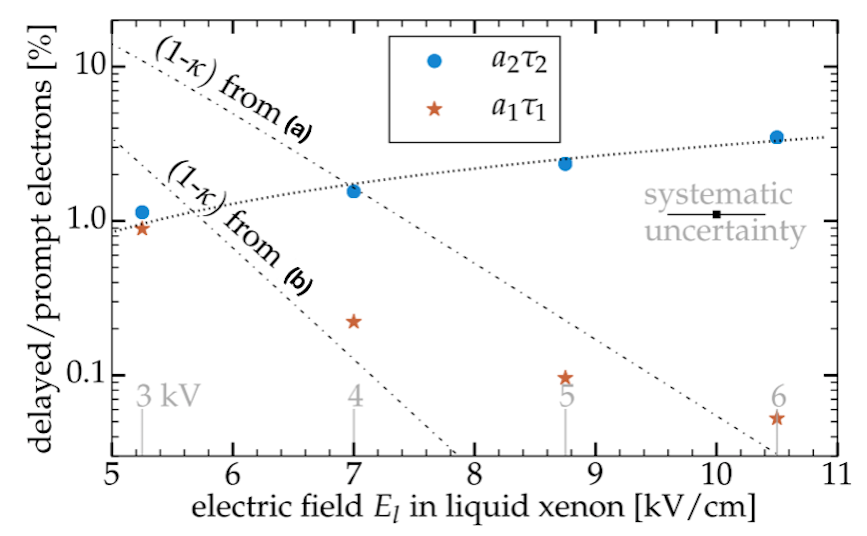 delayed/prompt electrons [%]
10
1.0
0.1
(1-κ) from (a)
(1-κ) from (b)
a₂τ₂
a₁τ₁
systematic
uncertainty
3 kV
4
5
6
5
6
7
8
9
10
11
electric field Eₗ in liquid xenon [kV/cm]